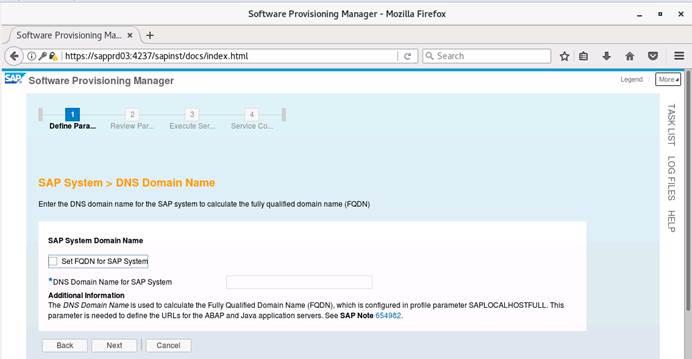 Software Provisioning Manager - Mozilla Firefox
Software Provisioning Ma...
https://sapprd03:4237/sapinst/docs/index.html
Search
SAP Software Provisioning Manager
Legend
More
1 2 3 4
Define Para... Review Par... Execute Ser... Service Co...
TASK LIST
LOG FILES
HELP
SAP System > DNS Domain Name
Enter the DNS domain name for the SAP system to calculate the fully qualified domain name (FQDN)
SAP System Domain Name
Set FQDN for SAP System
*DNS Domain Name for SAP System
Additional Information
The DNS Domain Name is used to calculate the Fully Qualified Domain Name (FQDN), which is configured in profile parameter SAPLOCALHOSTFULL. This
parameter is needed to define the URLs for the ABAP and Java application servers. See SAP Note 654982.
Back Next Cancel